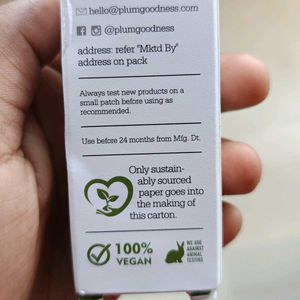 hello@plumgoodness.com
@plumgoodness
address: refer "Mktd By"
address on pack
Always test new products on a
small patch before using as
recommended.
Use before 24 months from Mfg. Dt.
Only sustain-
ably sourced
paper goes into
the making of
this carton.
100%
VEGAN
WE ARE
AGAINST
ANIMAL
TESTING